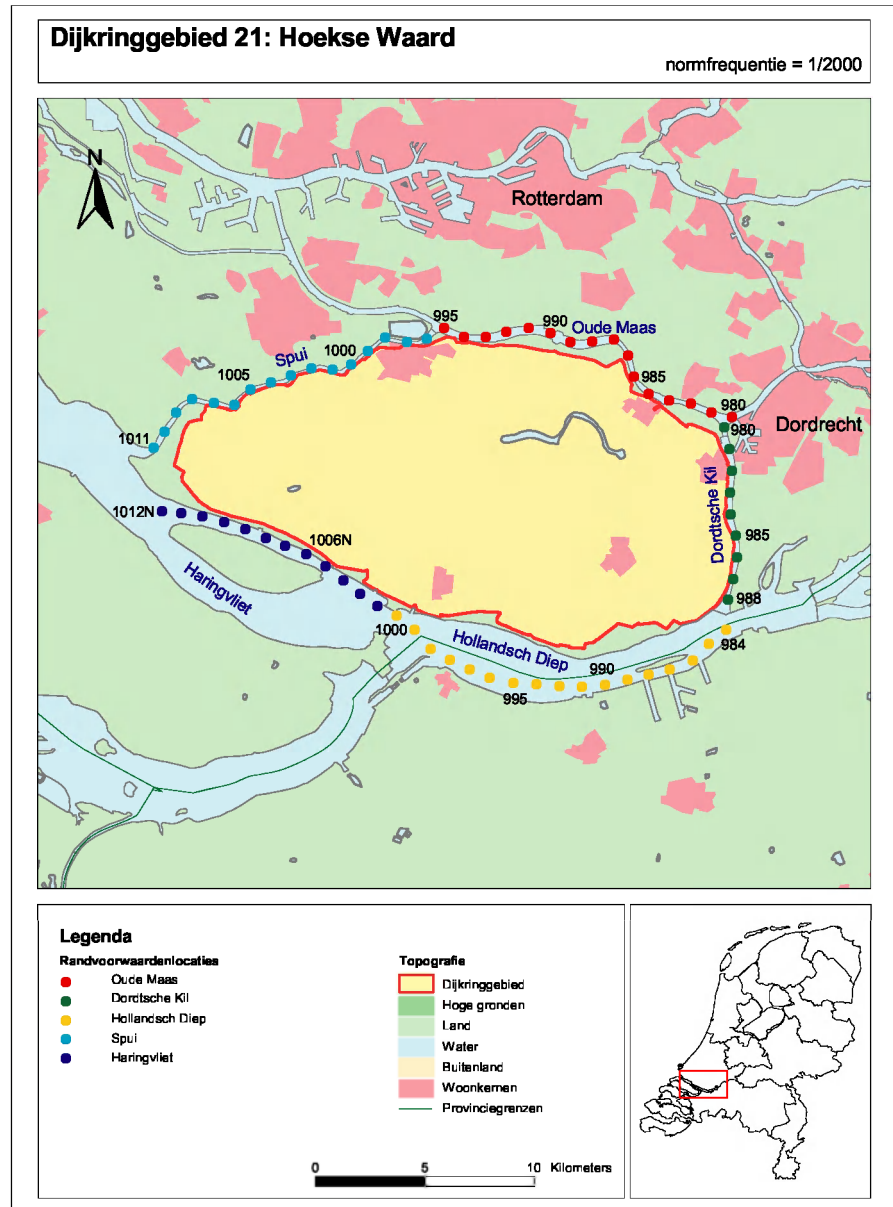 Dijkringgebied 21: Hoekse Waard
normfrequentie = 1/2000
N
Rotterdam
995
990
Oude Maas
Spui
1000
1005
985
980
980
Dordrecht
1011
Dordtsche Kil
1012N
1006N
985
Haringvliet
988
1000
Hollandsch Diep
984
990
995
Legenda
Randvoorwaardenlocaties
Oude Maas
Dordtsche Kil
Hollandsch Diep
Spui
Haringvliet
Topografie
Dijkringgebied
Hoge gronden
Land
Water
Buitenland
Woonkernen
Provinciegrenzen
0 5 10 Kilometers